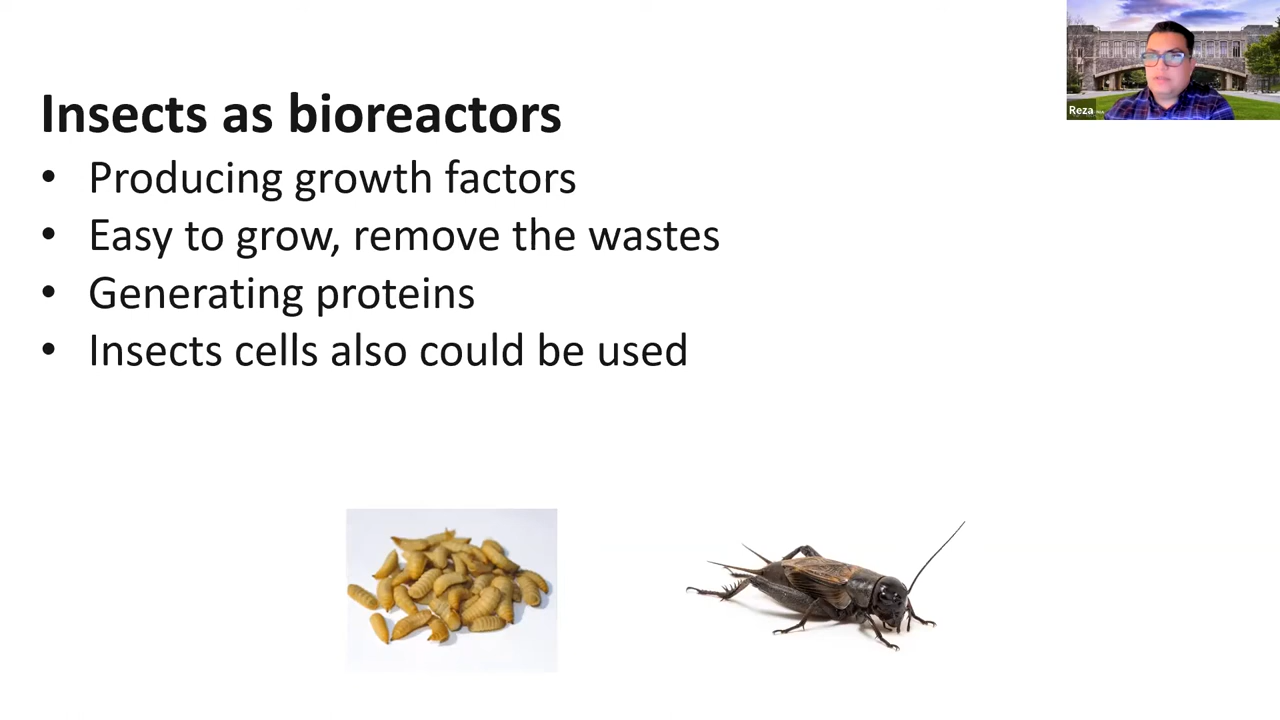 Insects as bioreactors
• Producing growth factors
• Easy to grow, remove the wastes
• Generating proteins
• Insects cells also could be used
Reza